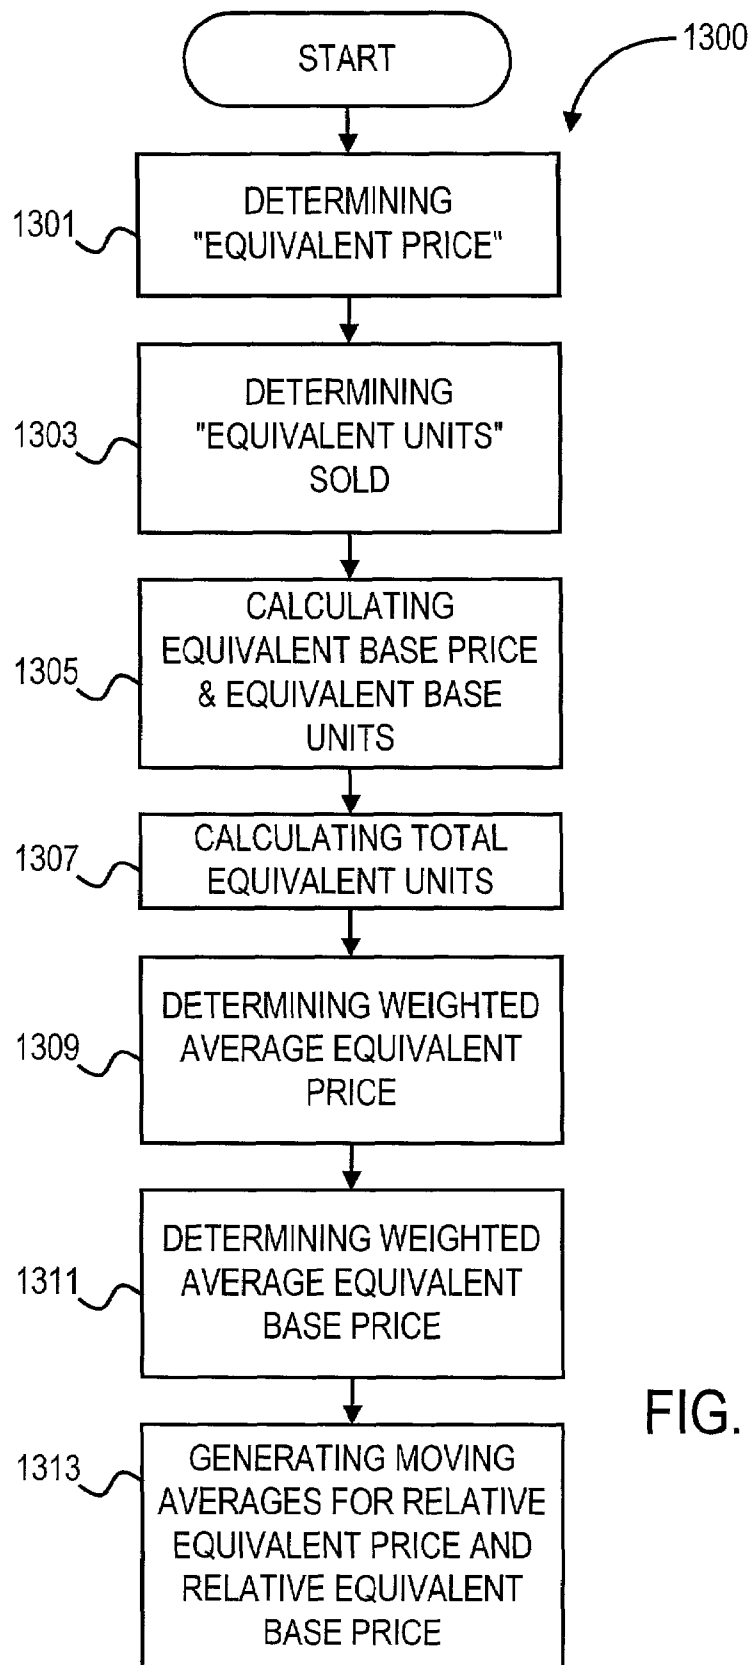 START
1300
1301
DETERMINING
"EQUIVALENT PRICE"
1303
DETERMINING
"EQUIVALENT UNITS"
SOLD
1305
CALCULATING
EQUIVALENT BASE PRICE
& EQUIVALENT BASE
UNITS
1307
CALCULATING TOTAL
EQUIVALENT UNITS
1309
DETERMINING WEIGHTED
AVERAGE EQUIVALENT
PRICE
1311
DETERMINING WEIGHTED
AVERAGE EQUIVALENT
BASE PRICE
FIG.
1313
GENERATING MOVING
AVERAGES FOR RELATIVE
EQUIVALENT PRICE AND
RELATIVE EQUIVALENT
BASE PRICE